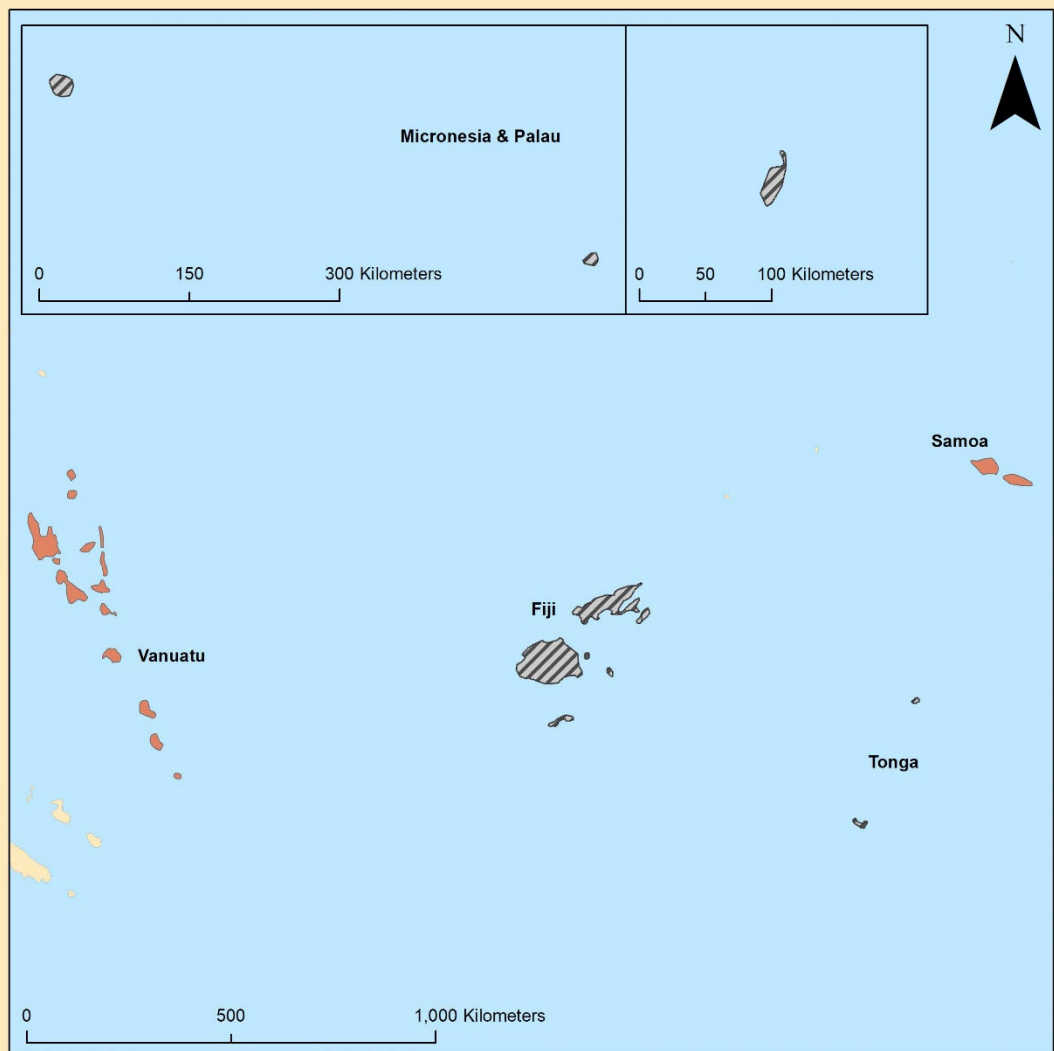 N
Micronesia & Palau
0 150 300 Kilometers
0 50 100 Kilometers
Samoa
Fiji
Vanuatu
Tonga
0 500 1,000 Kilometers